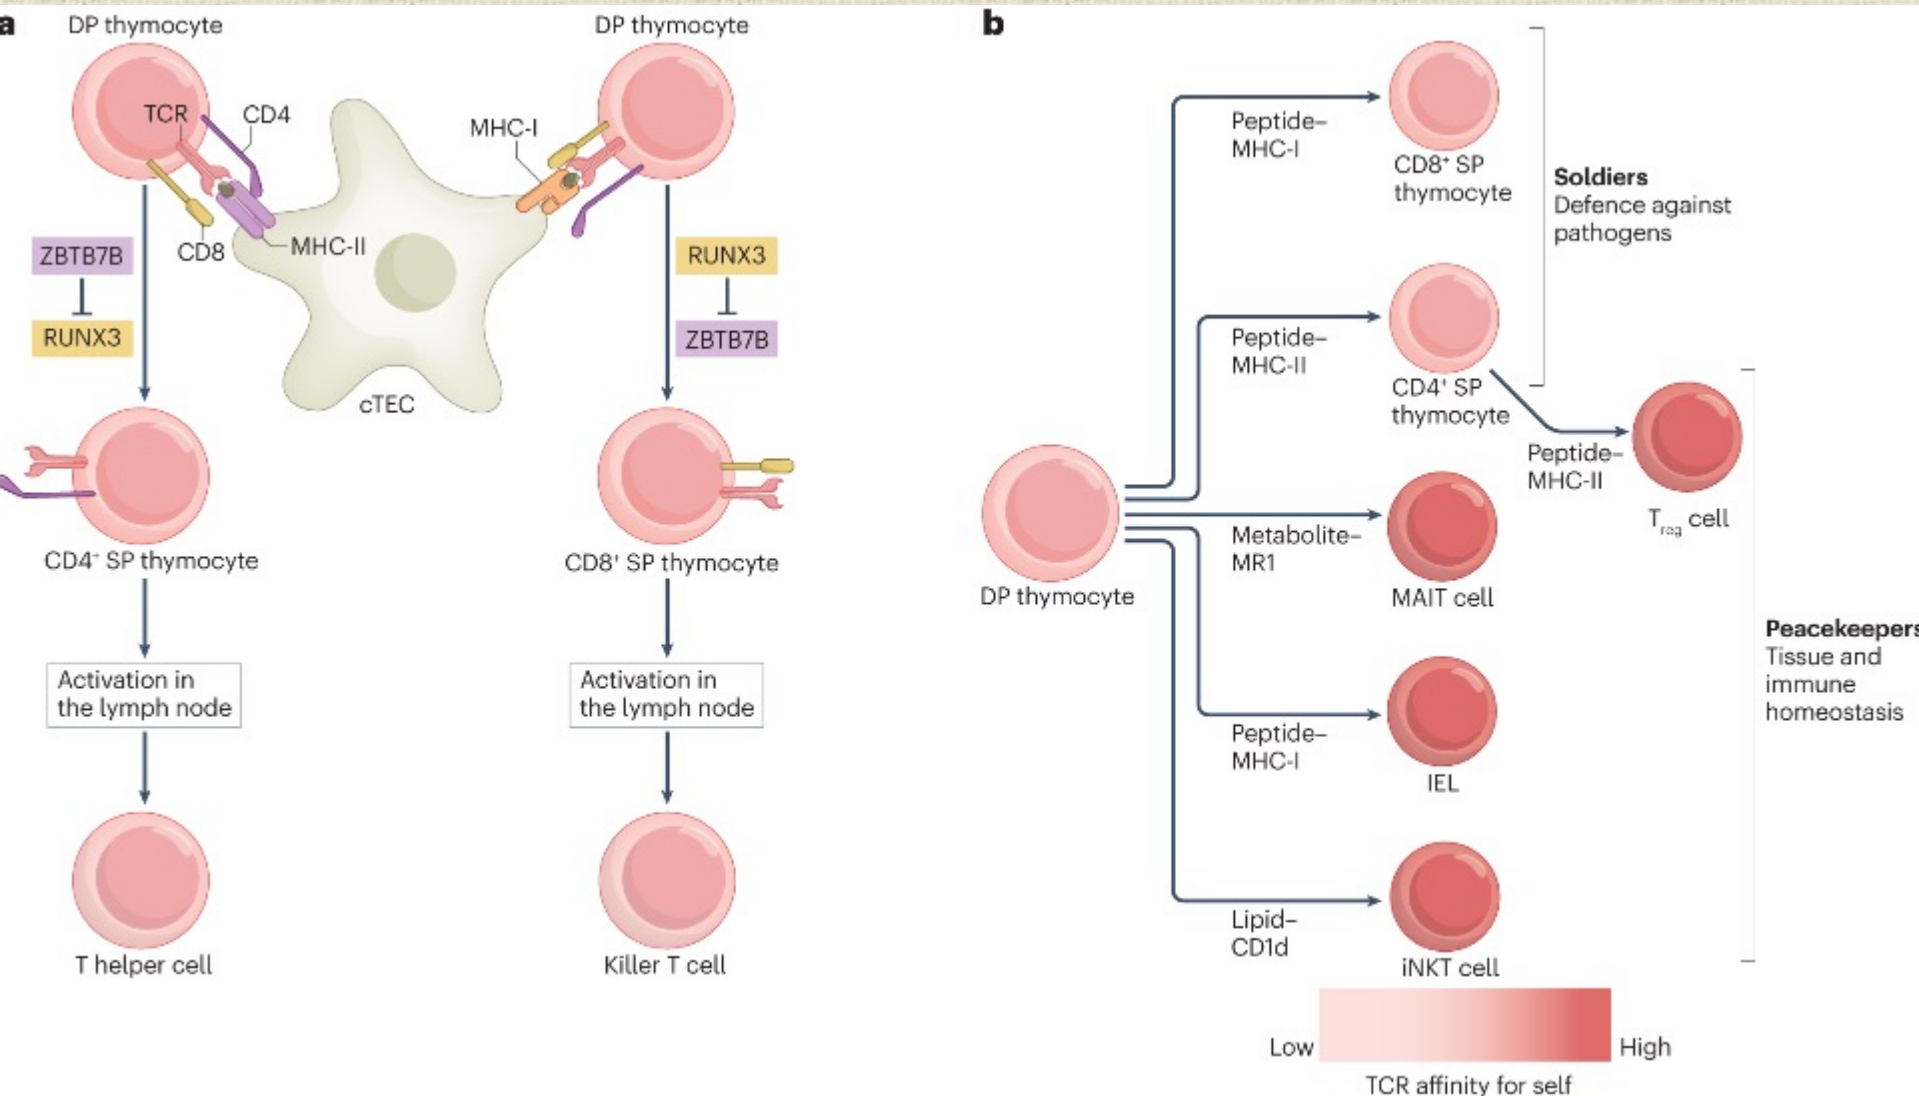 a
DP thymocyte
DP thymocyte
TCR
CD4
MHC-I
CD8
MHC-II
ZBTB7B
RUNX3
RUNX3
ZBTB7B
cTEC
CD4⁺ SP thymocyte
CD8⁺ SP thymocyte
Activation in
the lymph node
Activation in
the lymph node
T helper cell
Killer T cell
b
Peptide–
MHC-I
CD8⁺ SP
thymocyte
Soldiers
Defence against
pathogens
Peptide–
MHC-II
CD4⁺ SP
thymocyte
Peptide–
MHC-II
Treg cell
DP thymocyte
Metabolite–
MR1
MAIT cell
Peptide–
MHC-I
IEL
Peacekeepers
Tissue and
immune
homeostasis
Lipid–
CD1d
iNKT cell
Low
High
TCR affinity for self